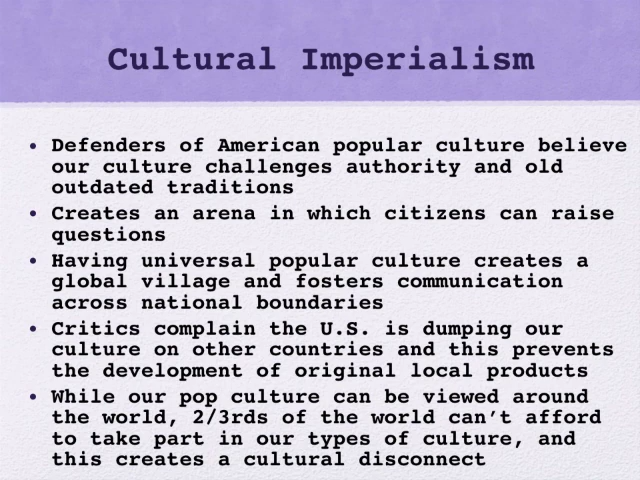 Cultural Imperialism
• Defenders of American popular culture believe
our culture challenges authority and old
outdated traditions
• Creates an arena in which citizens can raise
questions
• Having universal popular culture creates a
global village and fosters communication
across national boundaries
• Critics complain the U.S. is dumping our
culture on other countries and this prevents
the development of original local products
• While our pop culture can be viewed around
the world, 2/3rds of the world can’t afford
to take part in our types of culture, and
this creates a cultural disconnect